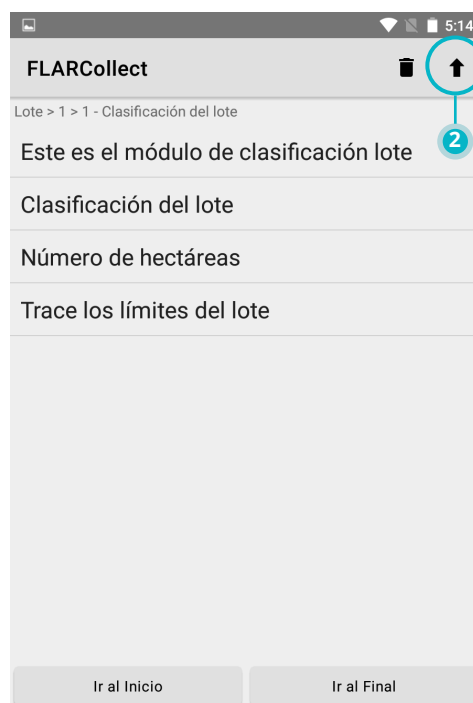 5:14
FLARCollect
Lote > 1 > 1 - Clasificación del lote
2
Este es el módulo de clasificación lote
Clasificación del lote
Número de hectáreas
Trace los límites del lote
Ir al Inicio
Ir al Final